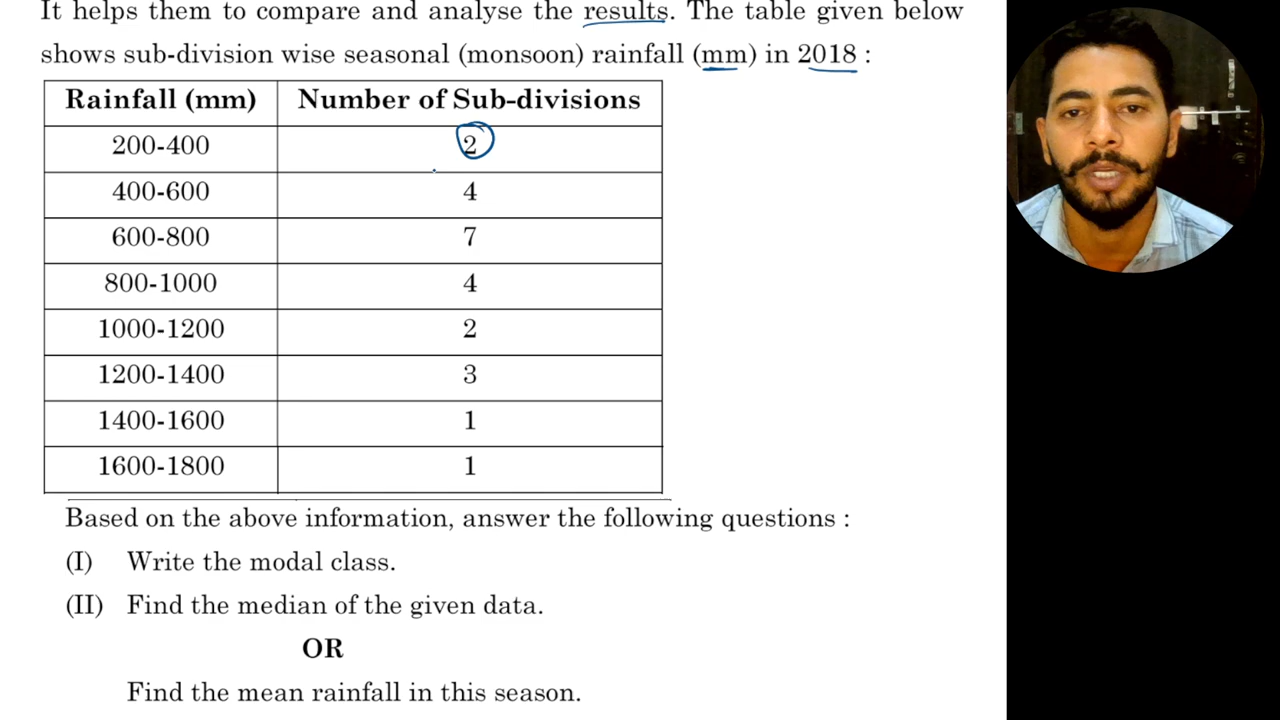 It helps them to compare and analyse the results. The table given below
shows sub-division wise seasonal (monsoon) rainfall (mm) in 2018 :
Rainfall (mm) Number of Sub-divisions
200-400 2
400-600 4
600-800 7
800-1000 4
1000-1200 2
1200-1400 3
1400-1600 1
1600-1800 1
Based on the above information, answer the following questions :
(I) Write the modal class.
(II) Find the median of the given data.
OR
Find the mean rainfall in this season.